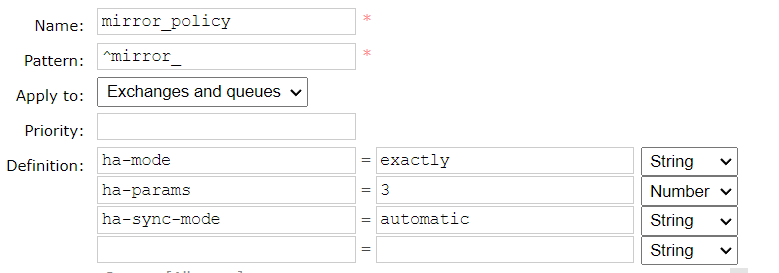 Name: mirror_policy *
Pattern: ^mirror_ *
Apply to: Exchanges and queues
Priority:
Definition: ha-mode = exactly String
ha-params = 3 Number
ha-sync-mode = automatic String
= String